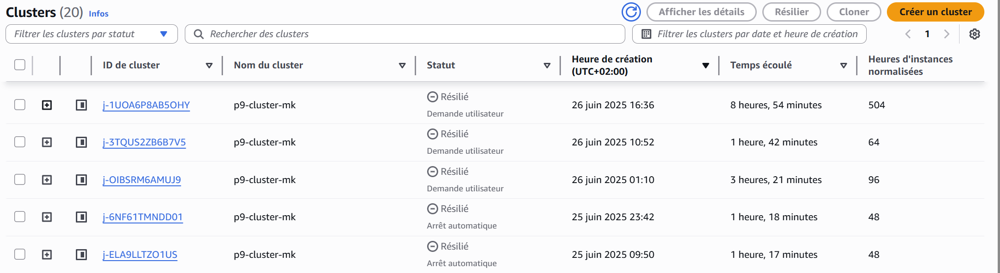 Clusters (20) Infos
Afficher les détails Résilier Cloner Créer un cluster
Filtrer les clusters par statut Rechercher des clusters Filtrer les clusters par date et heure de création 1
ID de cluster Nom du cluster Statut Heure de création (UTC+02:00) Temps écoulé Heures d'instances normalisées
j-1UOA6P8AB5OHY p9-cluster-mk Résilié 26 juin 2025 16:36 8 heures, 54 minutes 504
Demande utilisateur
j-3TQUS2ZB6B7V5 p9-cluster-mk Résilié 26 juin 2025 10:52 1 heure, 42 minutes 64
Demande utilisateur
j-OIBSRM6AMUJ9 p9-cluster-mk Résilié 26 juin 2025 01:10 3 heures, 21 minutes 96
Demande utilisateur
j-6NF61TMNDD01 p9-cluster-mk Résilié 25 juin 2025 23:42 1 heure, 18 minutes 48
Arrêt automatique
j-ELA9LLTZO1US p9-cluster-mk Résilié 25 juin 2025 09:50 1 heure, 17 minutes 48
Arrêt automatique